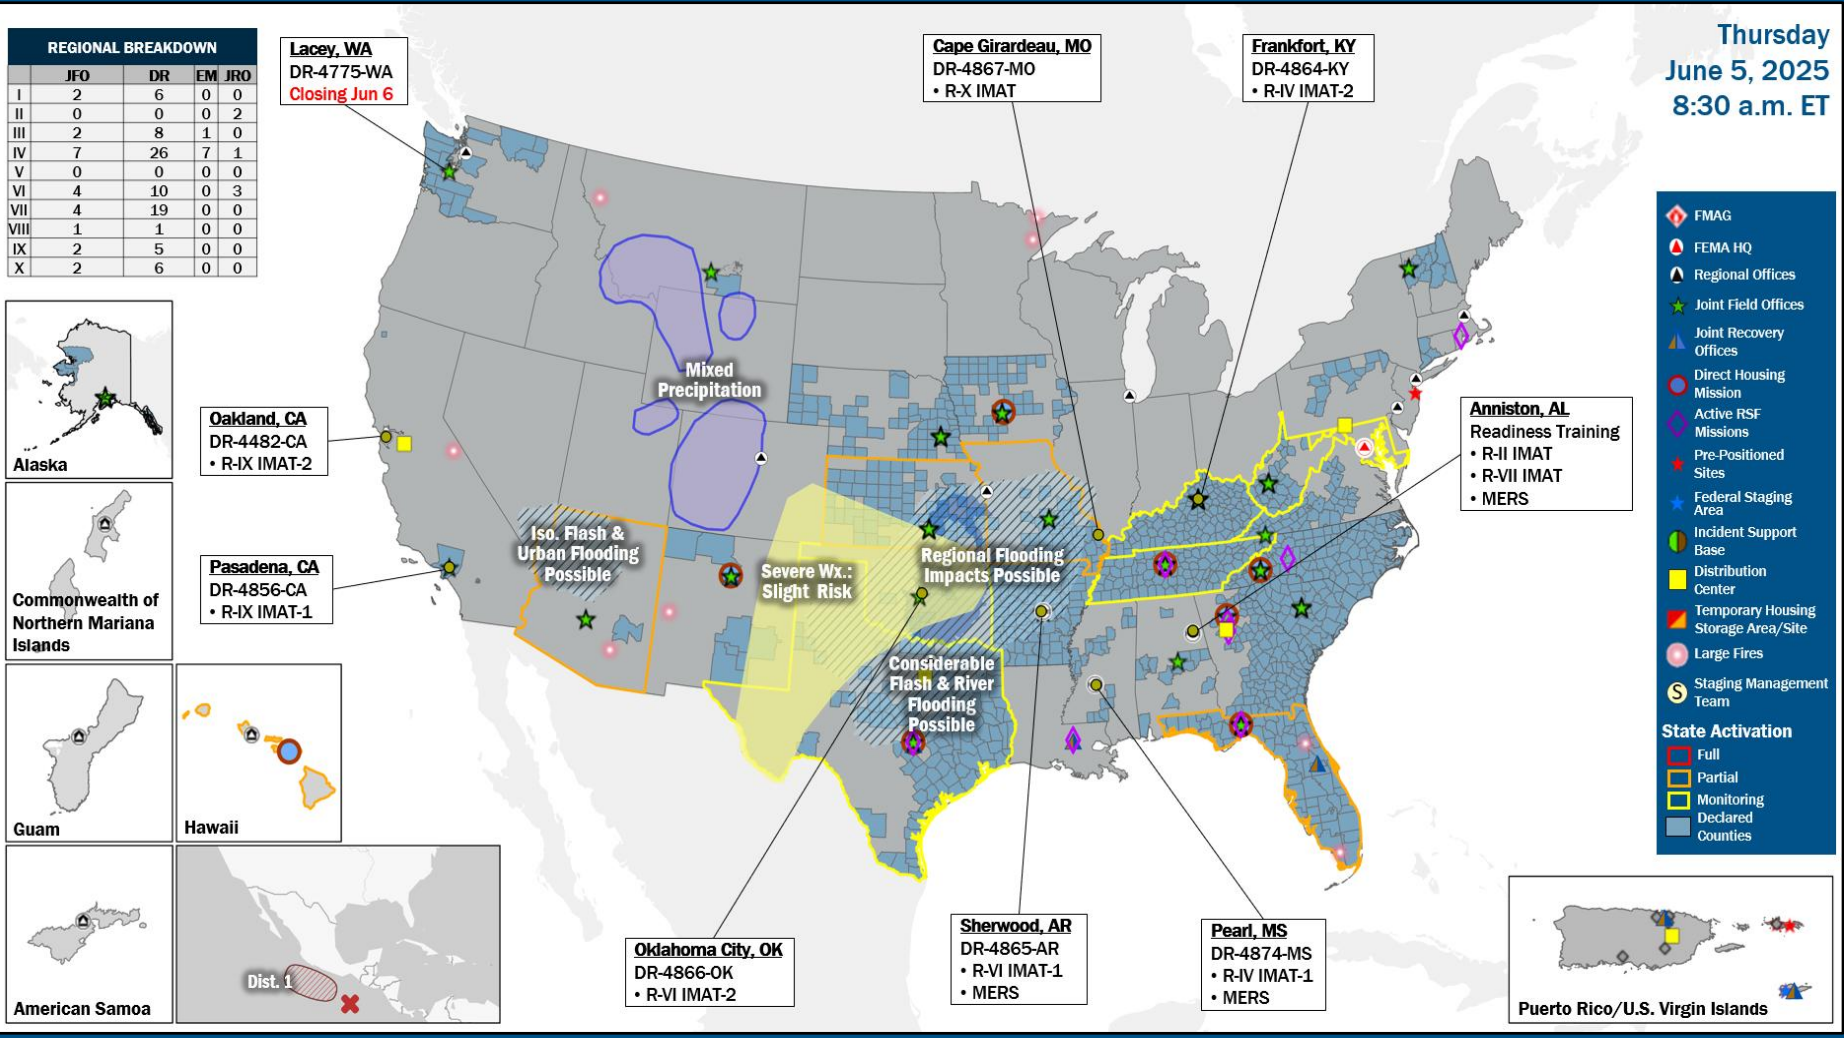 REGIONAL BREAKDOWN
JFO DR EM JRO
I 2 6 0 0
II 0 0 0 2
III 2 8 1 0
IV 7 26 7 1
V 0 0 0 0
VI 4 10 0 3
VII 4 19 0 0
VIII 1 1 0 0
IX 2 5 0 0
X 2 6 0 0
Lacey, WA
DR-4775-WA
Closing Jun 6
Cape Girardeau, MO
DR-4867-MO
• R-X IMAT
Frankfort, KY
DR-4864-KY
• R-IV IMAT-2
Thursday
June 5, 2025
8:30 a.m. ET
FMAG
FEMA HQ
Regional Offices
Joint Field Offices
Joint Recovery
Offices
Direct Housing
Mission
Active RSF
Missions
Pre-Positioned
Sites
Federal Staging
Area
Incident Support
Base
Distribution
Center
Temporary Housing
Storage Area/Site
Large Fires
S
Staging Management
Team
State Activation
Full
Partial
Monitoring
Declared
Counties
Mixed
Precipitation
Oakland, CA
DR-4482-CA
• R-IX IMAT-2
Anniston, AL
Readiness Training
• R-II IMAT
• R-VII IMAT
• MERS
Iso. Flash &
Urban Flooding
Possible
Severe Wx.:
Slight Risk
Regional Flooding
Impacts Possible
Pasadena, CA
DR-4856-CA
• R-IX IMAT-1
Considerable
Flash & River
Flooding
Possible
Alaska
Commonwealth of
Northern Mariana
Islands
Guam
Hawaii
American Samoa
Dist. 1
Oklahoma City, OK
DR-4866-OK
• R-VI IMAT-2
Sherwood, AR
DR-4865-AR
• R-VI IMAT-1
• MERS
Pearl, MS
DR-4874-MS
• R-IV IMAT-1
• MERS
Puerto Rico/U.S. Virgin Islands